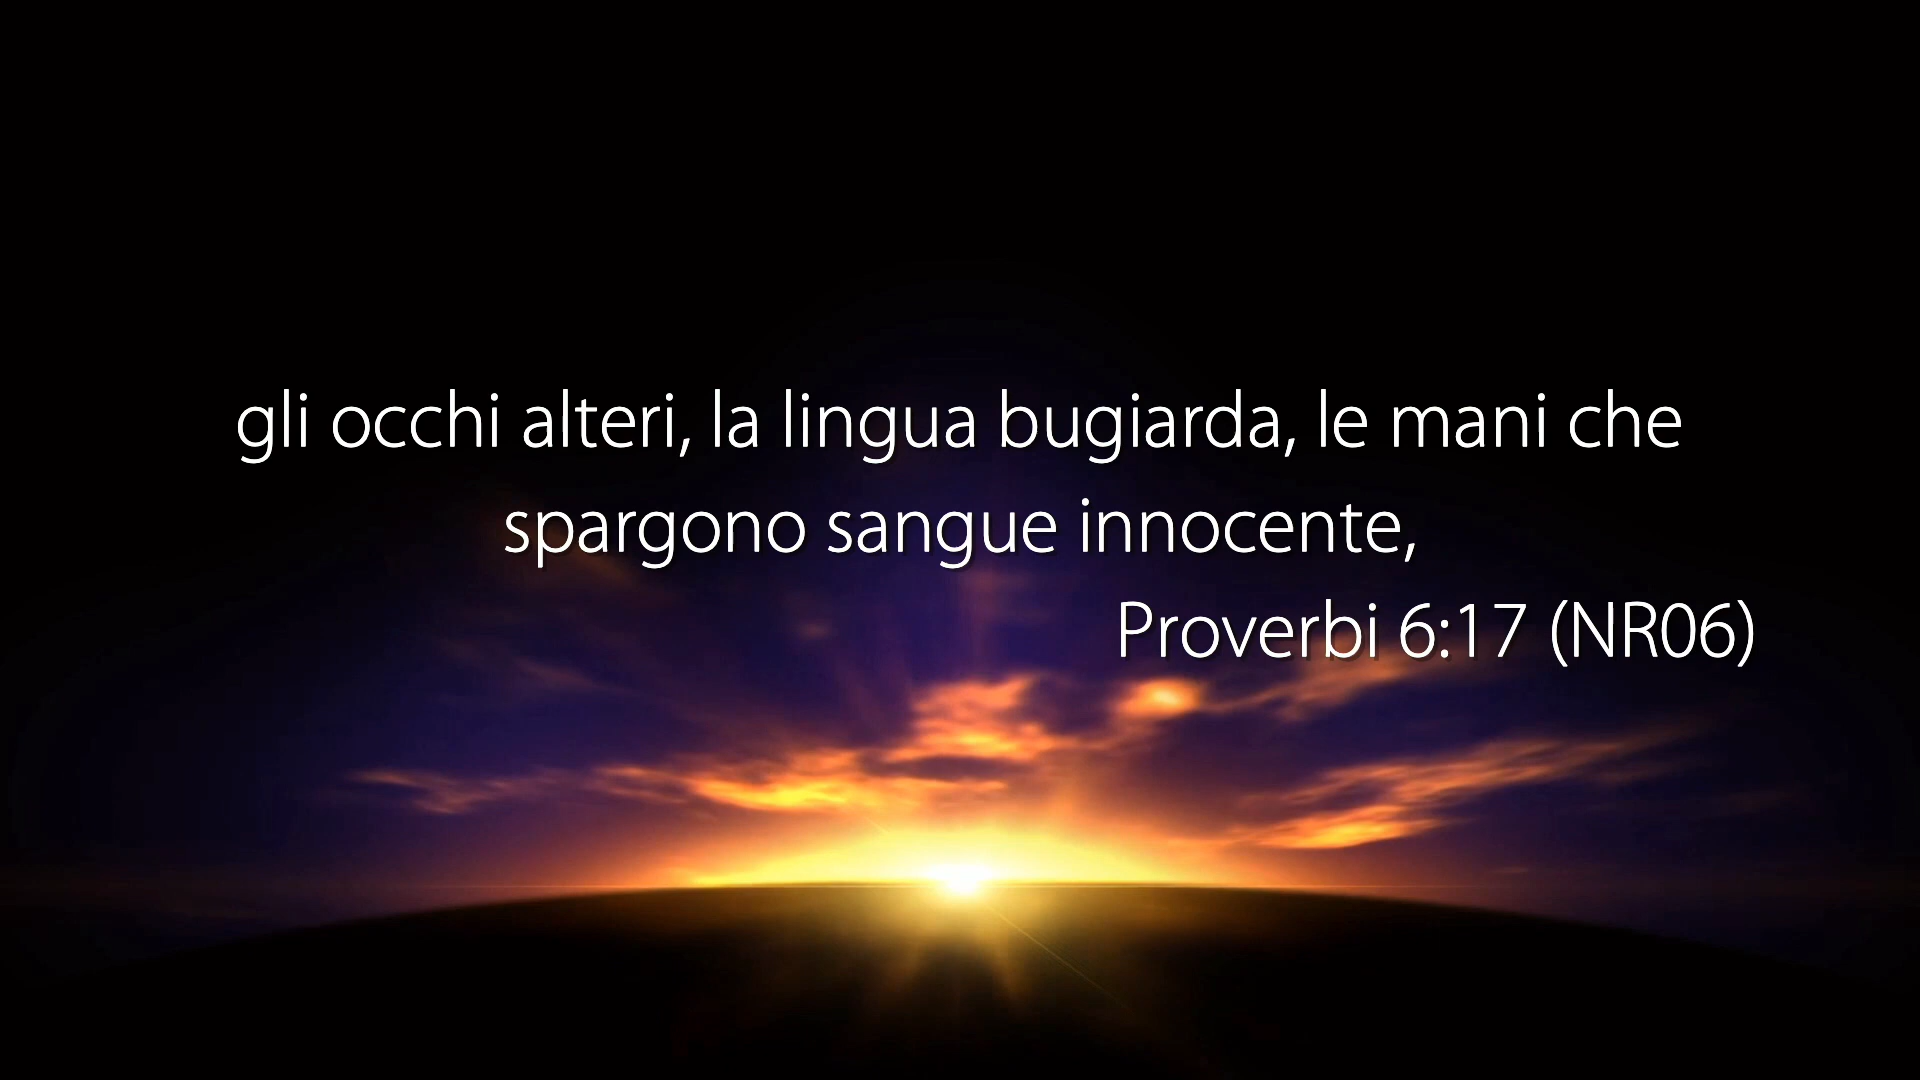 gli occhi alteri, la lingua bugiarda, le mani che
spargono sangue innocente,
Proverbi 6:17 (NR06)